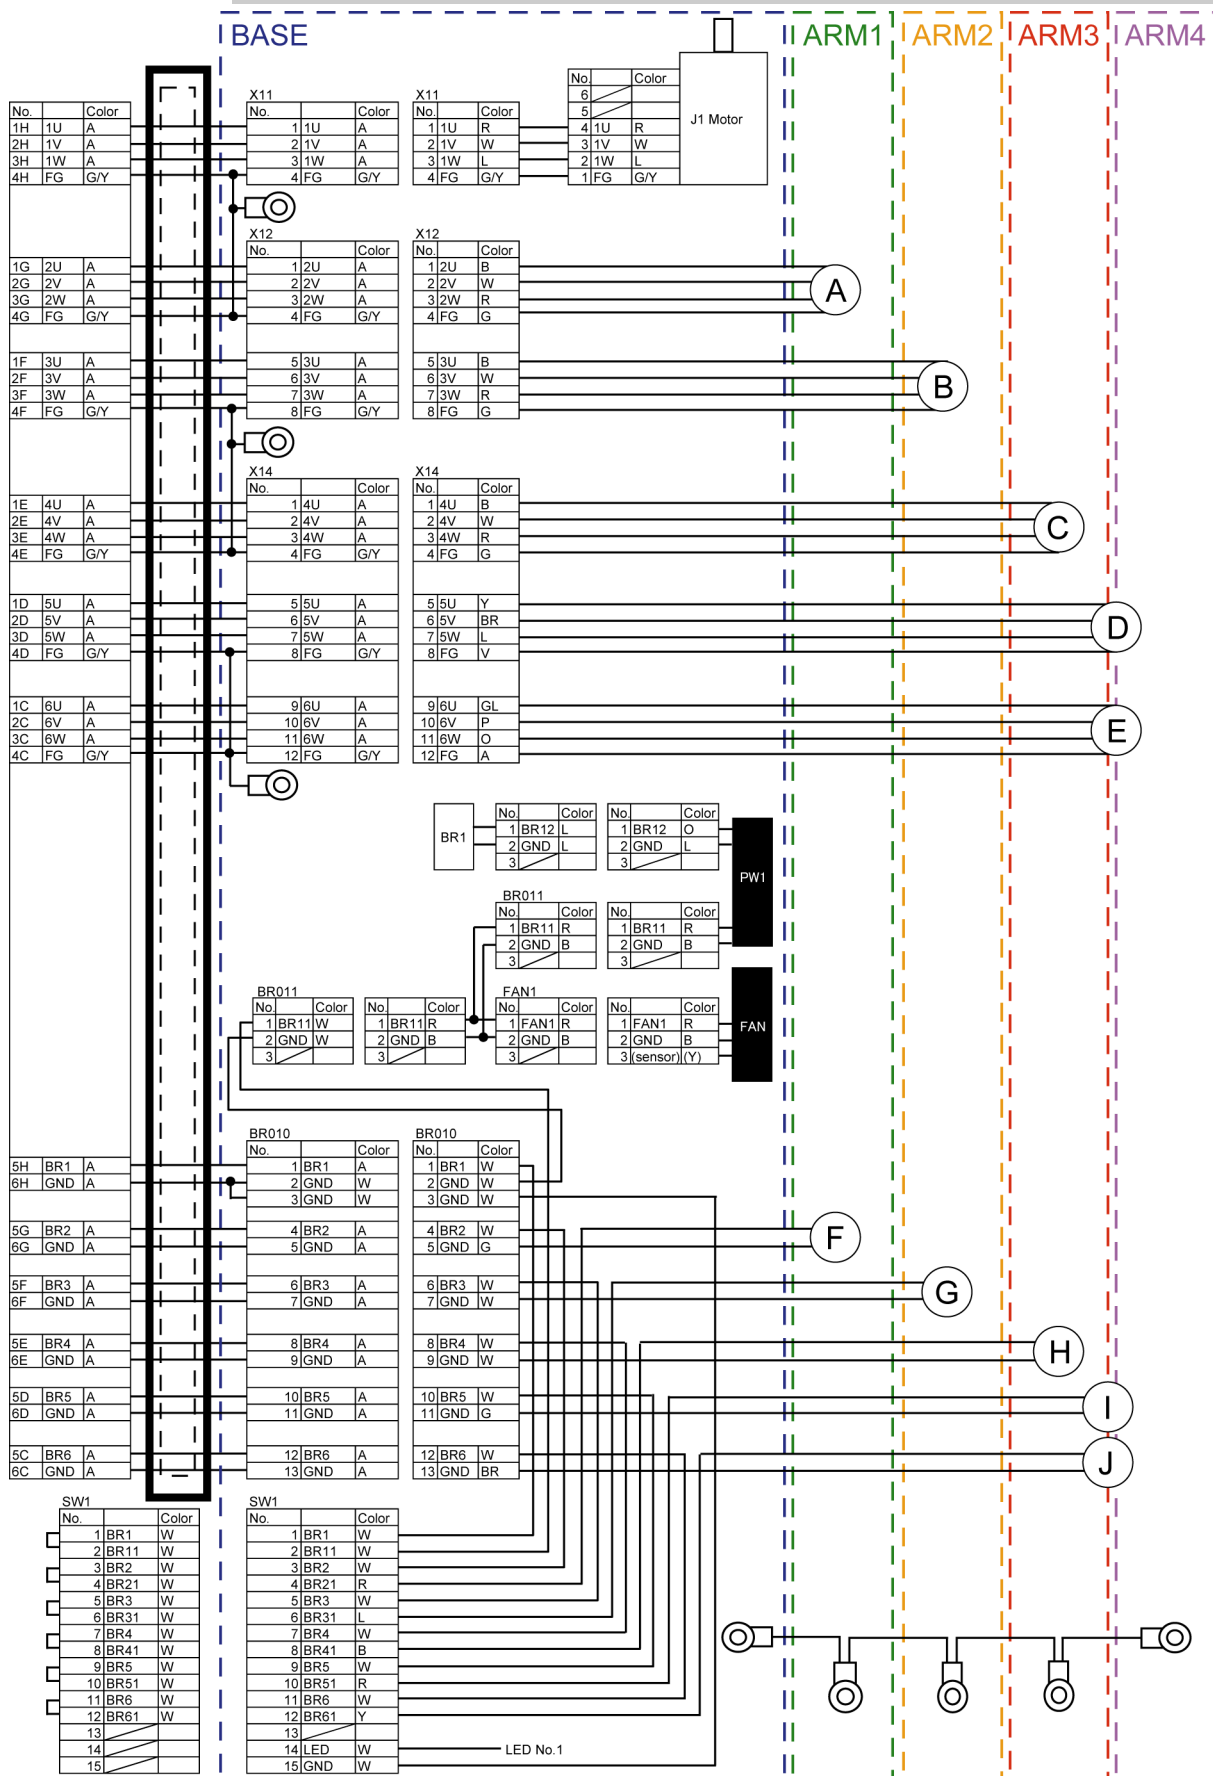 BASE ARM1 ARM2 ARM3 ARM4
No. Color
6
5
4 1U R
3 1V W
2 1W L
1 FG G/Y
J1 Motor
No. Color
1H 1U A
2H 1V A
3H 1W A
4H FG G/Y
1G 2U A
2G 2V A
3G 2W A
4G FG G/Y
1F 3U A
2F 3V A
3F 3W A
4F FG G/Y
1E 4U A
2E 4V A
3E 4W A
4E FG G/Y
1D 5U A
2D 5V A
3D 5W A
4D FG G/Y
1C 6U A
2C 6V A
3C 6W A
4C FG G/Y
5H BR1 A
6H GND A
5G BR2 A
6G GND A
5F BR3 A
6F GND A
5E BR4 A
6E GND A
5D BR5 A
6D GND A
5C BR6 A
6C GND A
X11
No. Color
1 1U A
2 1V A
3 1W A
4 FG G/Y
X11
No. Color
1 1U R
2 1V W
3 1W L
4 FG G/Y
X12
No. Color
1 2U A
2 2V A
3 2W A
4 FG G/Y
5 3U A
6 3V A
7 3W A
8 FG G/Y
X12
No. Color
1 2U B
2 2V W
3 2W R
4 FG G
5 3U B
6 3V W
7 3W R
8 FG G
A
B
X14
No. Color
1 4U A
2 4V A
3 4W A
4 FG G/Y
5 5U A
6 5V A
7 5W A
8 FG G/Y
9 6U A
10 6V A
11 6W A
12 FG G/Y
X14
No. Color
1 4U B
2 4V W
3 4W R
4 FG G
5 5U Y
6 5V BR
7 5W L
8 FG V
9 6U GL
10 6V P
11 6W O
12 FG A
C
D
E
BR1
No. Color
1 BR12 L
2 GND L
3
No. Color
1 BR12 O
2 GND L
3
PW1
BR011
No. Color
1 BR11 R
2 GND B
3
No. Color
1 BR11 R
2 GND B
3
BR011
No. Color
1 BR11 W
2 GND W
3
No. Color
1 BR11 R
2 GND B
3
FAN1
No. Color
1 FAN1 R
2 GND B
3
No. Color
1 FAN1 R
2 GND B
3 (sensor) (Y)
FAN
BR010
No. Color
1 BR1 A
2 GND W
3 GND W
4 BR2 A
5 GND A
6 BR3 A
7 GND A
8 BR4 A
9 GND A
10 BR5 A
11 GND A
12 BR6 A
13 GND A
BR010
No. Color
1 BR1 W
2 GND W
3 GND W
4 BR2 W
5 GND G
6 BR3 W
7 GND W
8 BR4 W
9 GND W
10 BR5 W
11 GND G
12 BR6 W
13 GND BR
F
G
H
I
J
SW1
No. Color
1 BR1 W
2 BR11 W
3 BR2 W
4 BR21 W
5 BR3 W
6 BR31 W
7 BR4 W
8 BR41 W
9 BR5 W
10 BR51 W
11 BR6 W
12 BR61 W
13
14
15
SW1
No. Color
1 BR1 W
2 BR11 W
3 BR2 W
4 BR21 R
5 BR3 W
6 BR31 L
7 BR4 W
8 BR41 B
9 BR5 W
10 BR51 R
11 BR6 W
12 BR61 Y
13
14 LED W
15 GND W
LED No.1